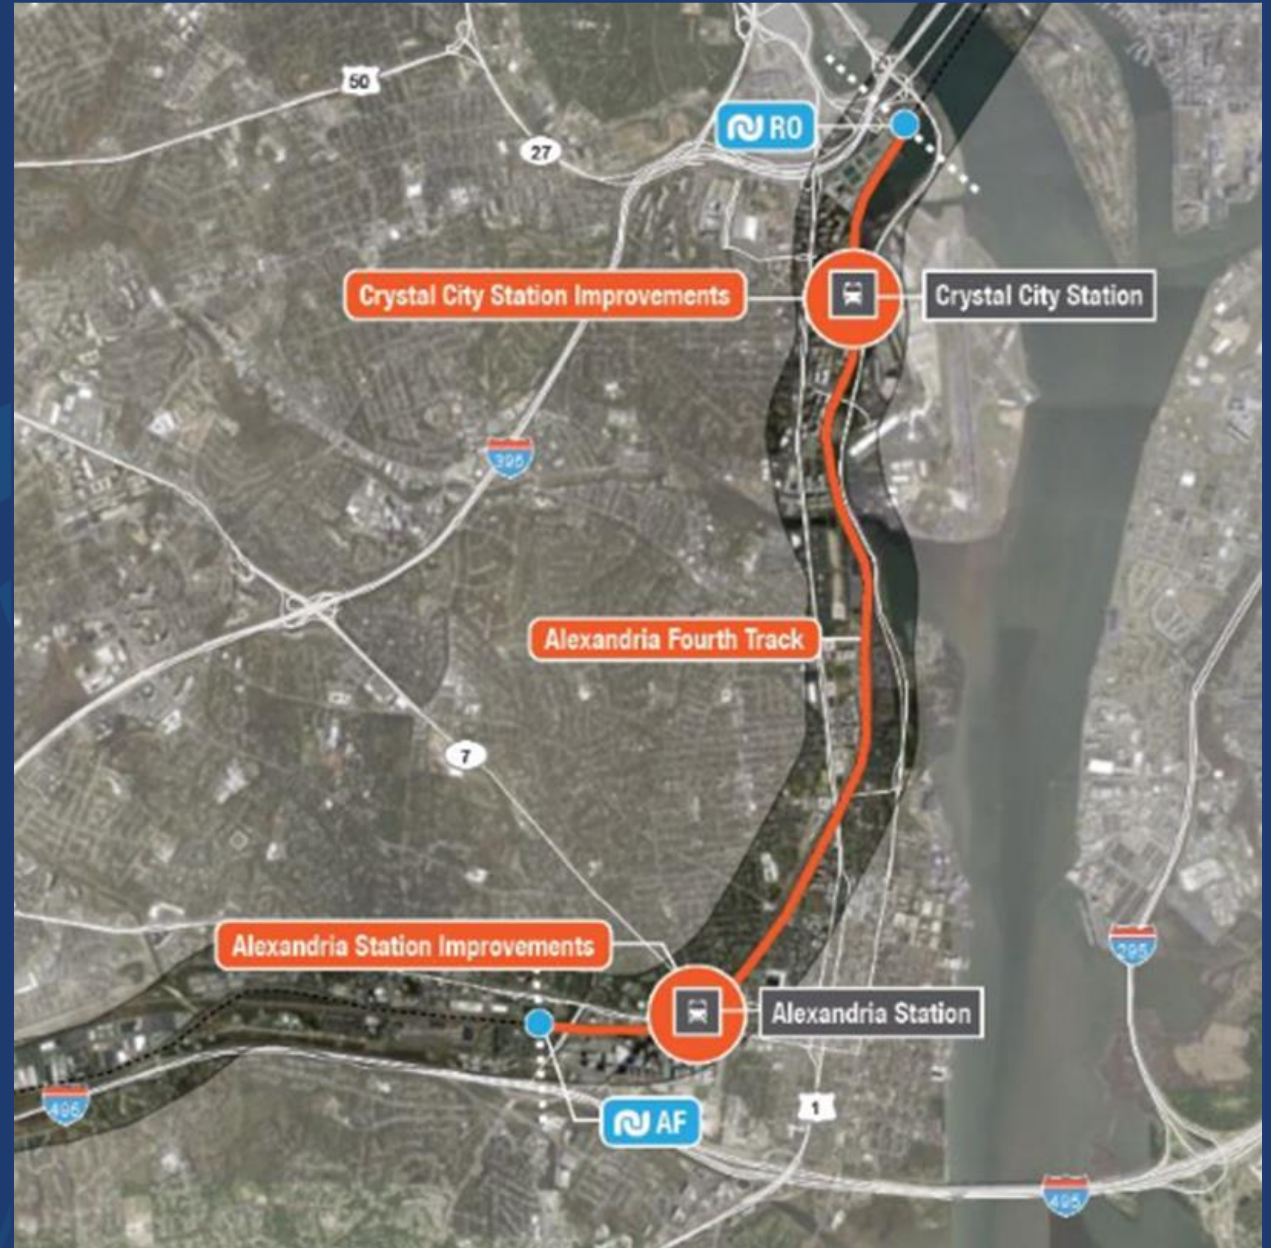 50
27
RO
Crystal City Station Improvements
Crystal City Station
395
Alexandria Fourth Track
7
Alexandria Station Improvements
295
Alexandria Station
495
AF
1
495